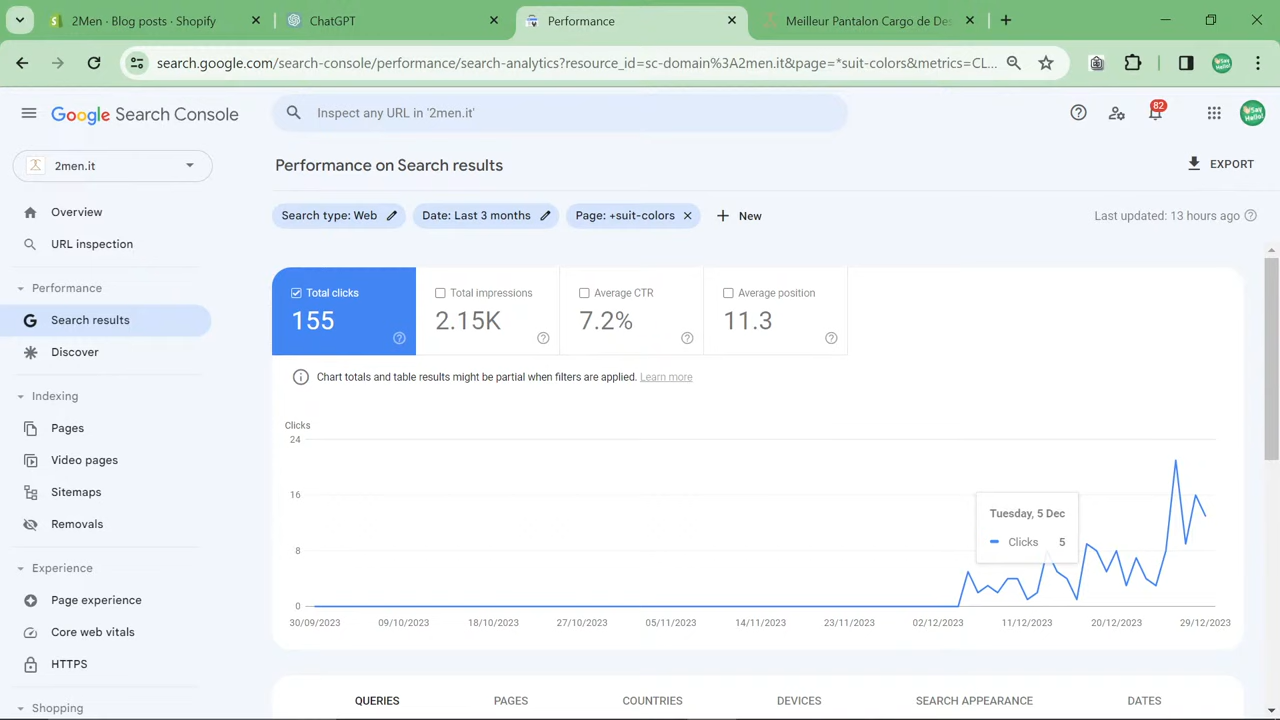 2Men - Blog posts · Shopify
ChatGPT
Performance
Meilleur Pantalon Cargo de De
search.google.com/search-console/performance/search-analytics?resource_id=sc-domain%3A2men.it&page=*suit-colors&metrics=CL...
Google Search Console
Inspect any URL in '2men.it'
82
Say Hello!
2men.it
Performance on Search results
EXPORT
Overview
URL inspection
Performance
Search results
Discover
Indexing
Pages
Video pages
Sitemaps
Removals
Experience
Page experience
Core web vitals
HTTPS
Shopping
Search type: Web
Date: Last 3 months
Page: +suit-colors
New
Last updated: 13 hours ago
Total clicks
155
Total impressions
2.15K
Average CTR
7.2%
Average position
11.3
Chart totals and table results might be partial when filters are applied. Learn more
Clicks
24
16
8
0
Tuesday, 5 Dec
Clicks 5
30/09/2023 09/10/2023 18/10/2023 27/10/2023 05/11/2023 14/11/2023 23/11/2023 02/12/2023 11/12/2023 20/12/2023 29/12/2023
QUERIES PAGES COUNTRIES DEVICES SEARCH APPEARANCE DATES